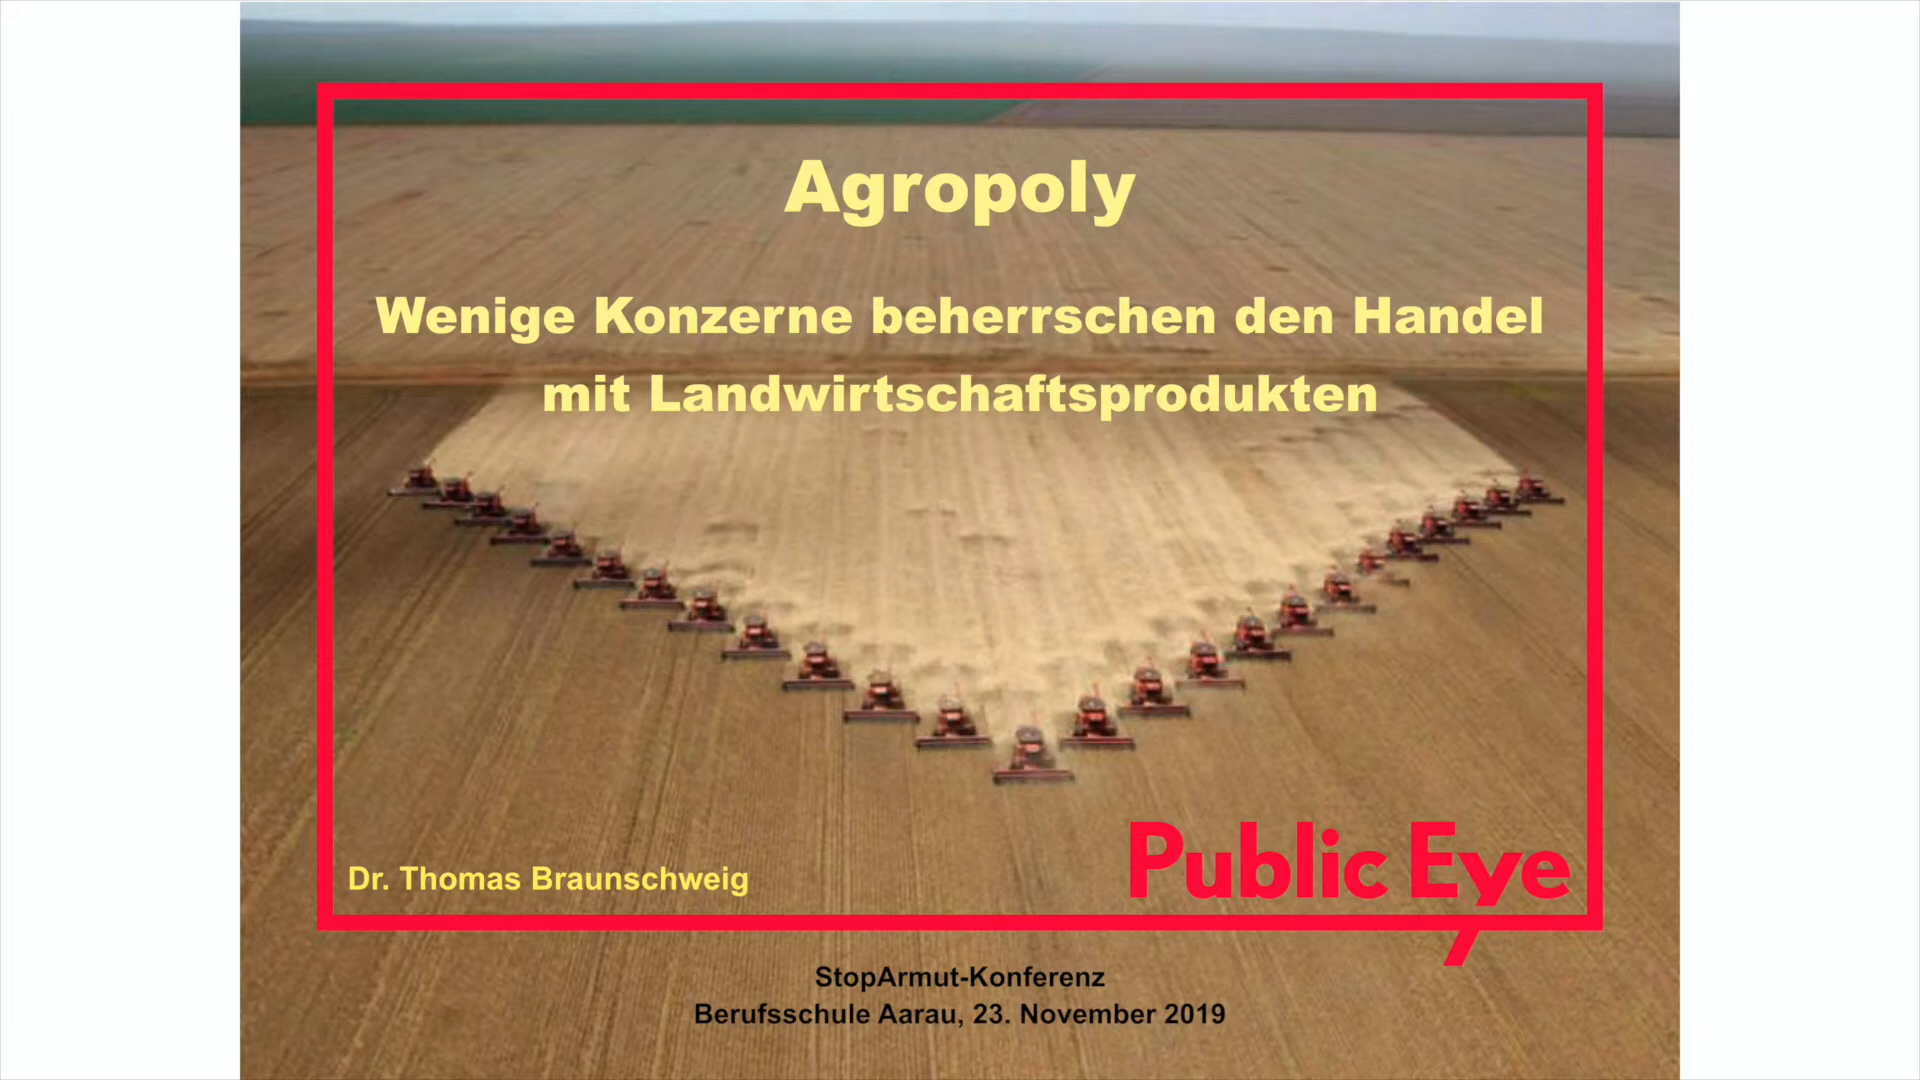 Agropoly
Wenige Konzerne beherrschen den Handel
mit Landwirtschaftsprodukten
Dr. Thomas Braunschweig
Public Eye
StopArmut-Konferenz
Berufsschule Aarau, 23. November 2019